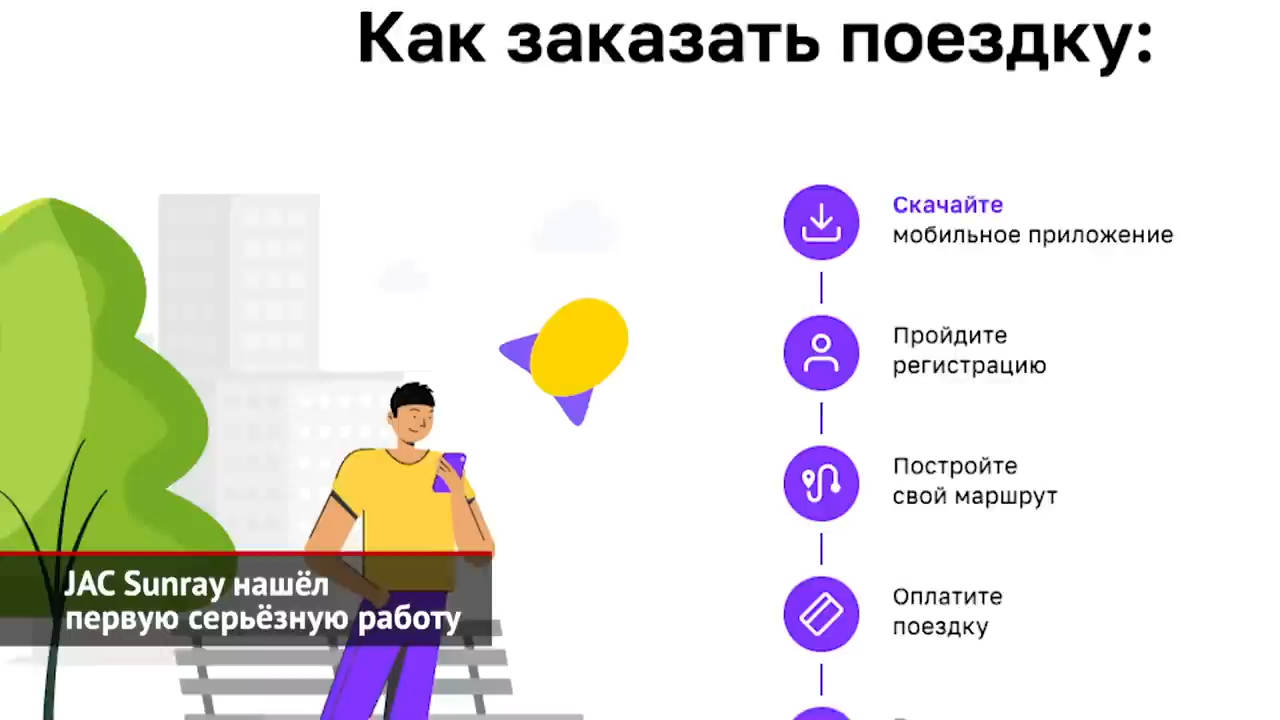 Как заказать поездку:
Скачайте
мобильное приложение
Пройдите
регистрацию
Постройте
свой маршрут
Оплатите
поездку
JAC Sunray нашёл
первую серьёзную работу